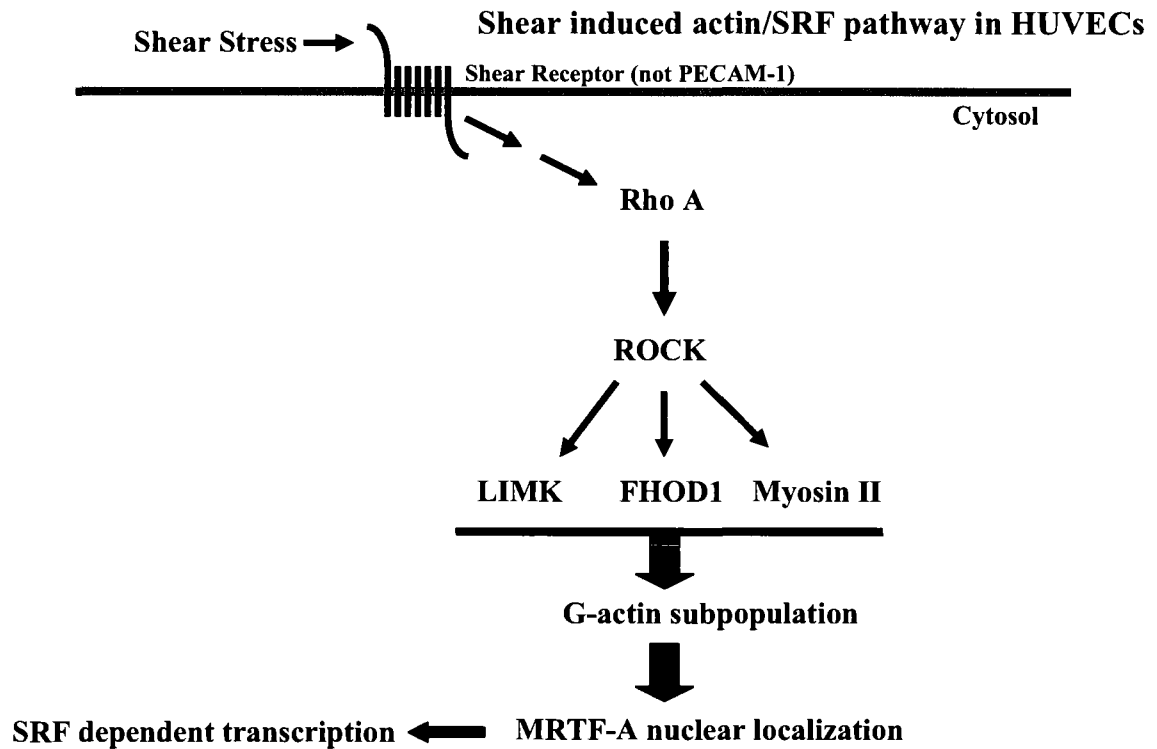 Shear induced actin/SRF pathway in HUVECs
Shear Stress
Shear Receptor (not PECAM-1)
Cytosol
Rho A
ROCK
LIMK FHOD1 Myosin II
G-actin subpopulation
SRF dependent transcription MRTF-A nuclear localization